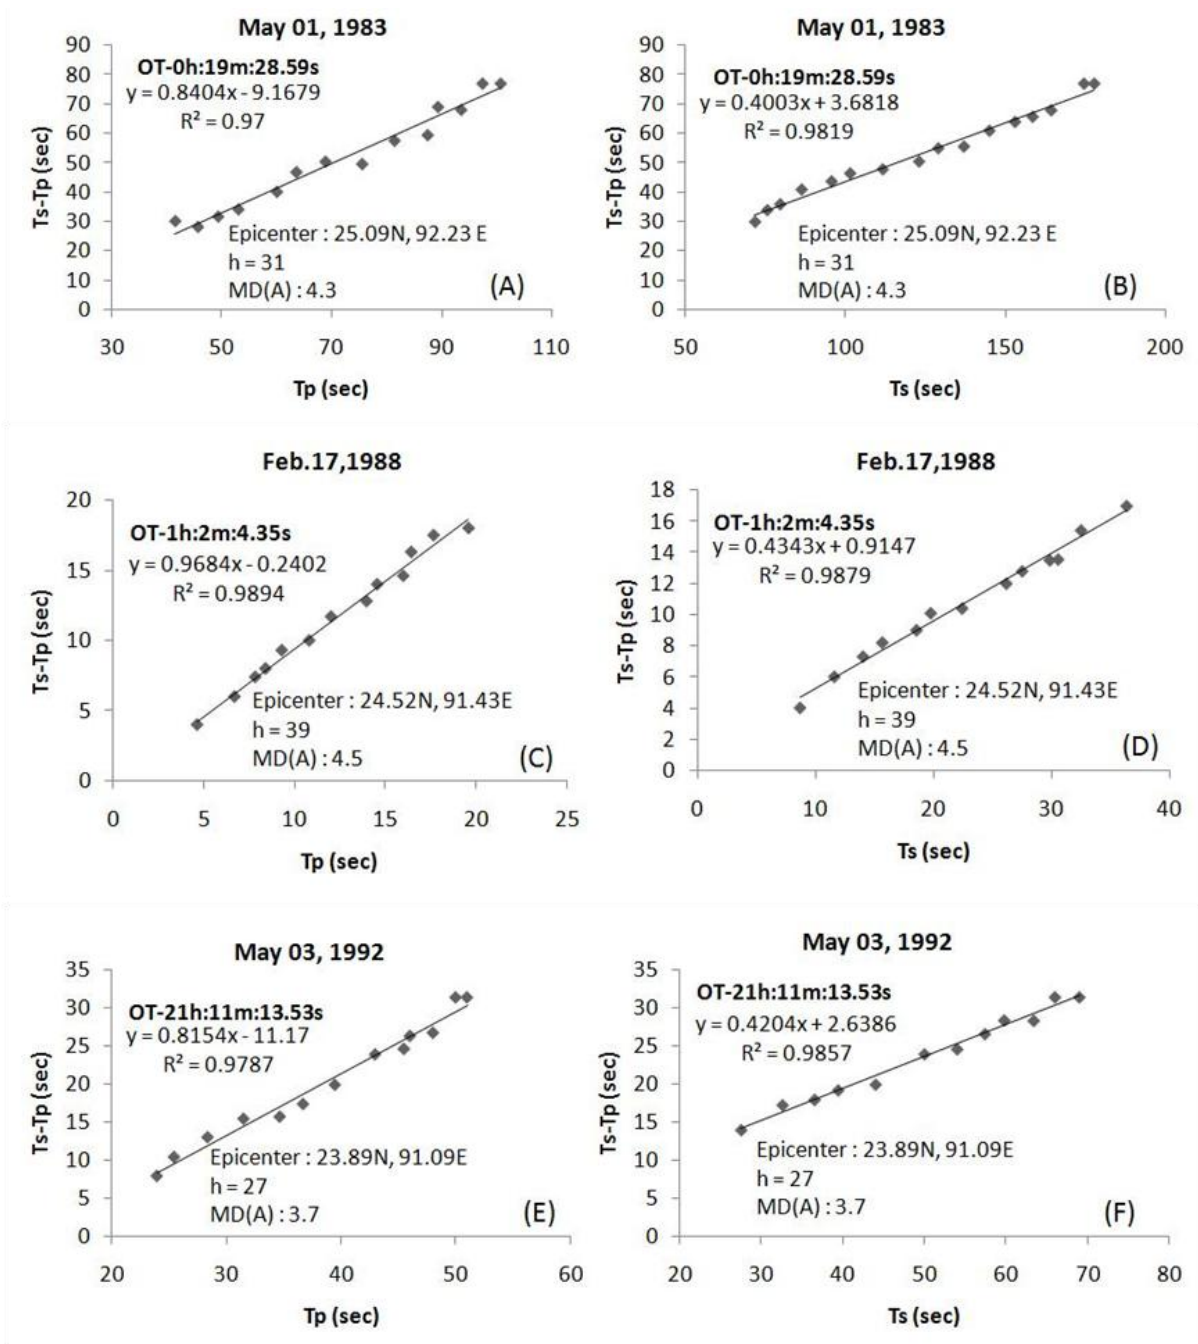 May 01, 1983
90
80
70
60
50
40
30
20
10
0
Ts-Tp (sec)
OT-0h:19m:28.59s
y = 0.8404x - 9.1679
R² = 0.97
Epicenter : 25.09N, 92.23 E
h = 31
MD(A) : 4.3
(A)
30 50 70 90 110
Tp (sec)
May 01, 1983
90
80
70
60
50
40
30
20
10
0
Ts-Tp (sec)
OT-0h:19m:28.59s
y = 0.4003x + 3.6818
R² = 0.9819
Epicenter : 25.09N, 92.23 E
h = 31
MD(A) : 4.3
(B)
50 100 150 200
Ts (sec)
Feb.17,1988
20
15
10
5
0
Ts-Tp (sec)
OT-1h:2m:4.35s
y = 0.9684x - 0.2402
R² = 0.9894
Epicenter : 24.52N, 91.43E
h = 39
MD(A) : 4.5
(C)
0 5 10 15 20 25
Tp (sec)
Feb.17,1988
18
16
14
12
10
8
6
4
2
0
Ts-Tp (sec)
OT-1h:2m:4.35s
y = 0.4343x + 0.9147
R² = 0.9879
Epicenter : 24.52N, 91.43E
h = 39
MD(A) : 4.5
(D)
0 10 20 30 40
Ts (sec)
May 03, 1992
35
30
25
20
15
10
5
0
Ts-Tp (sec)
OT-21h:11m:13.53s
y = 0.8154x - 11.17
R² = 0.9787
Epicenter : 23.89N, 91.09E
h = 27
MD(A) : 3.7
(E)
20 30 40 50 60
Tp (sec)
May 03, 1992
35
30
25
20
15
10
5
0
Ts-Tp (sec)
OT-21h:11m:13.53s
y = 0.4204x + 2.6386
R² = 0.9857
Epicenter : 23.89N, 91.09E
h = 27
MD(A) : 3.7
(F)
20 30 40 50 60 70 80
Ts (sec)